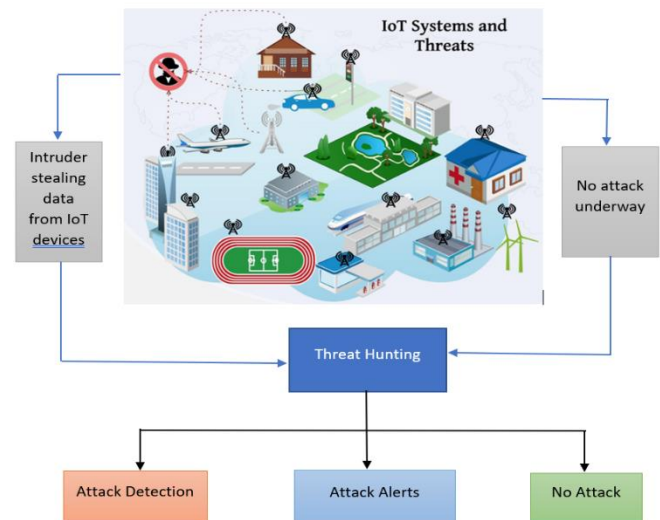 IoT Systems and
Threats
Intruder
stealing
data
from IoT
devices
No attack
underway
Threat Hunting
Attack Detection
Attack Alerts
No Attack